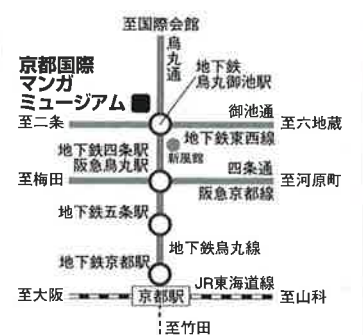 至国際会館
烏丸通
地下鉄
烏丸御池駅
京都国際
マンガ
ミュージアム
御池通
至二条
至六地蔵
地下鉄東西線
新風館
地下鉄四条駅
阪急烏丸駅
四条通
至梅田
至河原町
阪急京都線
地下鉄五条駅
地下鉄烏丸線
地下鉄京都駅
JR東海道線
至大阪
京都駅
至山科
至竹田